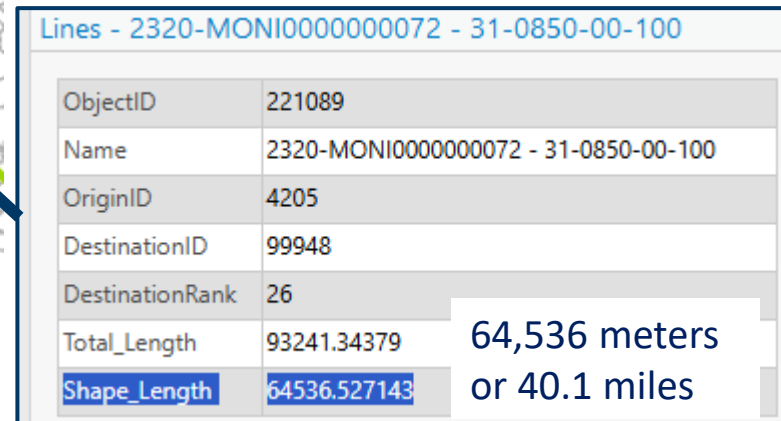 Lines - 2320-MONI0000000072 - 31-0850-00-100
ObjectID 221089
Name 2320-MONI0000000072 - 31-0850-00-100
OriginID 4205
DestinationID 99948
DestinationRank 26
Total_Length 93241.34379
Shape_Length 64536.527143
64,536 meters
or 40.1 miles